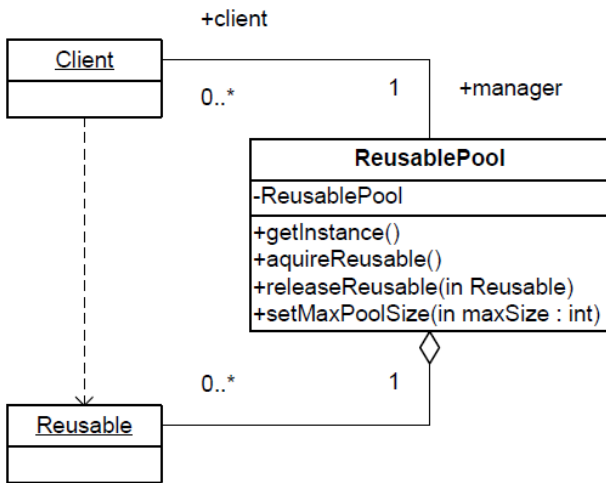 +client
Client
0..*
1
+manager
ReusablePool
-ReusablePool
+getInstance()
+aquireReusable()
+releaseReusable(in Reusable)
+setMaxPoolSize(in maxSize : int)
0..*
1
Reusable